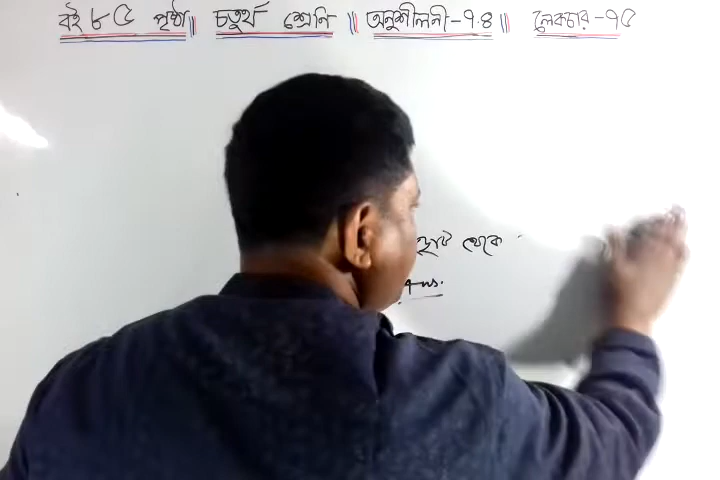 বই ৮৫ পৃষ্ঠা || চতুর্থ শ্রেনি || অনুশীলনী-৭.৪ || লেকচার-৭৫
থেকে
Ans.